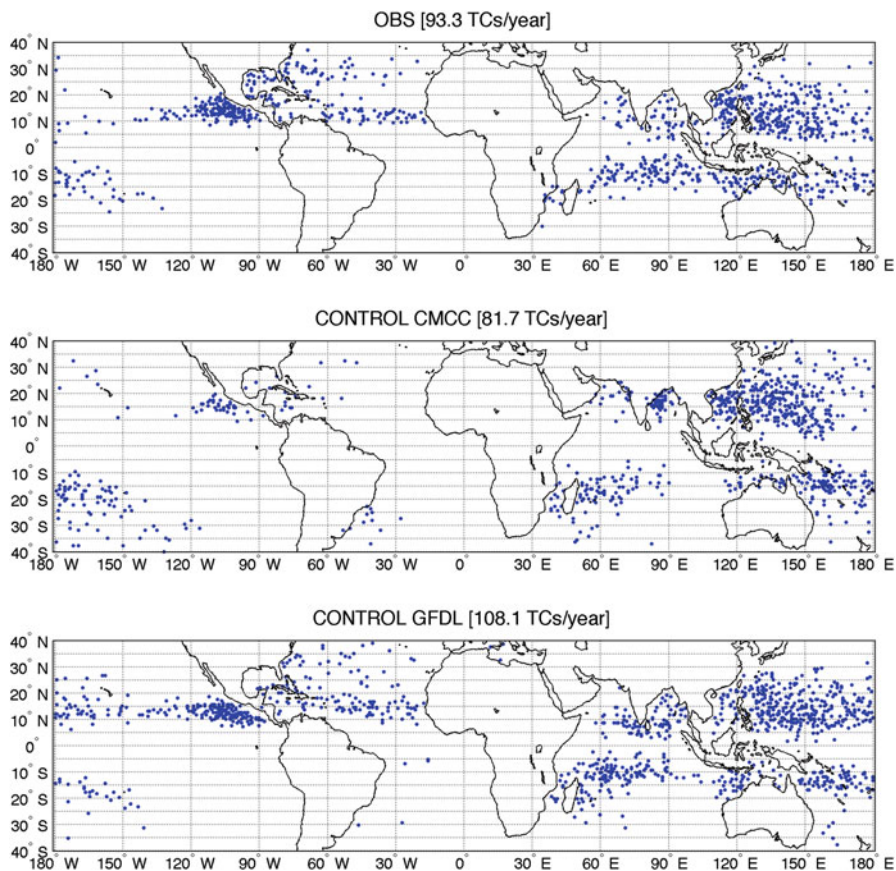 OBS [93.3 TCs/year]
40° N
30° N
20° N
10° N
0°
10° S
20° S
30° S
40° S
180° W 150° W 120° W 90° W 60° W 30° W 0° 30° E 60° E 90° E 120° E 150° E 180° E
CONTROL CMCC [81.7 TCs/year]
40° N
30° N
20° N
10° N
0°
10° S
20° S
30° S
40° S
180° W 150° W 120° W 90° W 60° W 30° W 0° 30° E 60° E 90° E 120° E 150° E 180° E
CONTROL GFDL [108.1 TCs/year]
40° N
30° N
20° N
10° N
0°
10° S
20° S
30° S
40° S
180° W 150° W 120° W 90° W 60° W 30° W 0° 30° E 60° E 90° E 120° E 150° E 180° E